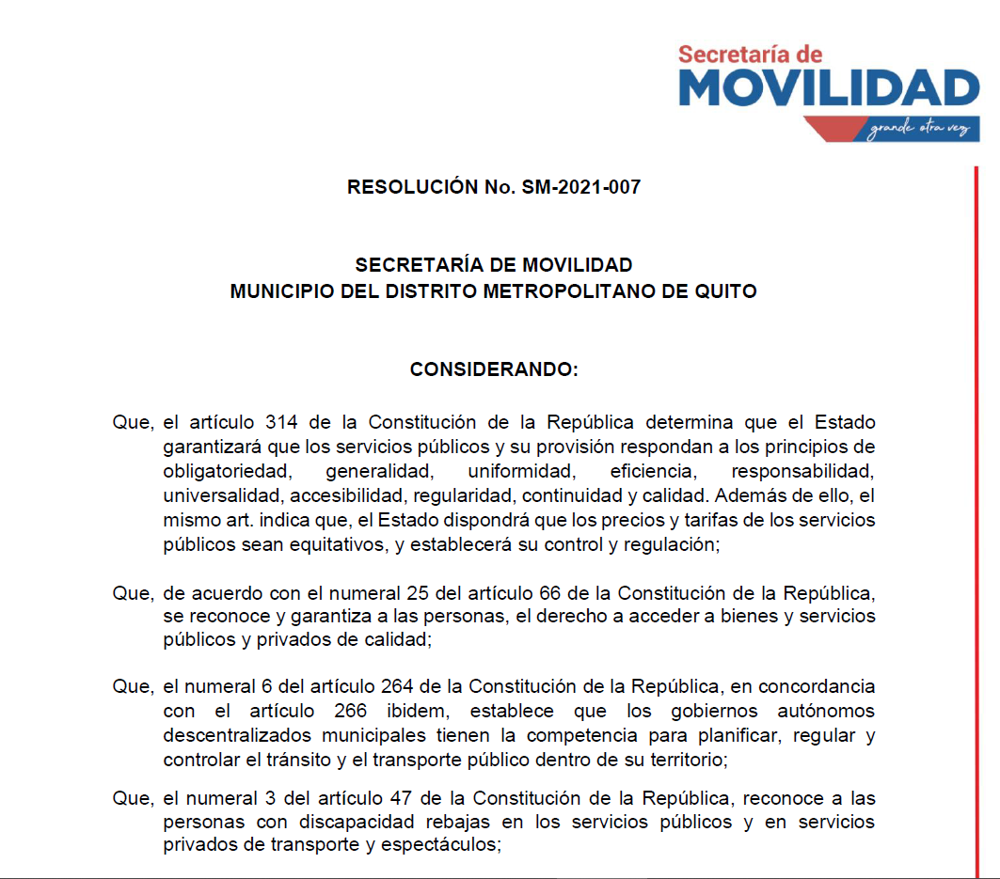 Secretaría de
MOVILIDAD
grande otra vez
RESOLUCIÓN No. SM-2021-007
SECRETARÍA DE MOVILIDAD
MUNICIPIO DEL DISTRITO METROPOLITANO DE QUITO
CONSIDERANDO:
Que, el artículo 314 de la Constitución de la República determina que el Estado
garantizará que los servicios públicos y su provisión respondan a los principios de
obligatoriedad, generalidad, uniformidad, eficiencia, responsabilidad,
universalidad, accesibilidad, regularidad, continuidad y calidad. Además de ello, el
mismo art. indica que, el Estado dispondrá que los precios y tarifas de los servicios
públicos sean equitativos, y establecerá su control y regulación;
Que, de acuerdo con el numeral 25 del artículo 66 de la Constitución de la República,
se reconoce y garantiza a las personas, el derecho a acceder a bienes y servicios
públicos y privados de calidad;
Que, el numeral 6 del artículo 264 de la Constitución de la República, en concordancia
con el artículo 266 ibidem, establece que los gobiernos autónomos
descentralizados municipales tienen la competencia para planificar, regular y
controlar el tránsito y el transporte público dentro de su territorio;
Que, el numeral 3 del artículo 47 de la Constitución de la República, reconoce a las
personas con discapacidad rebajas en los servicios públicos y en servicios
privados de transporte y espectáculos;